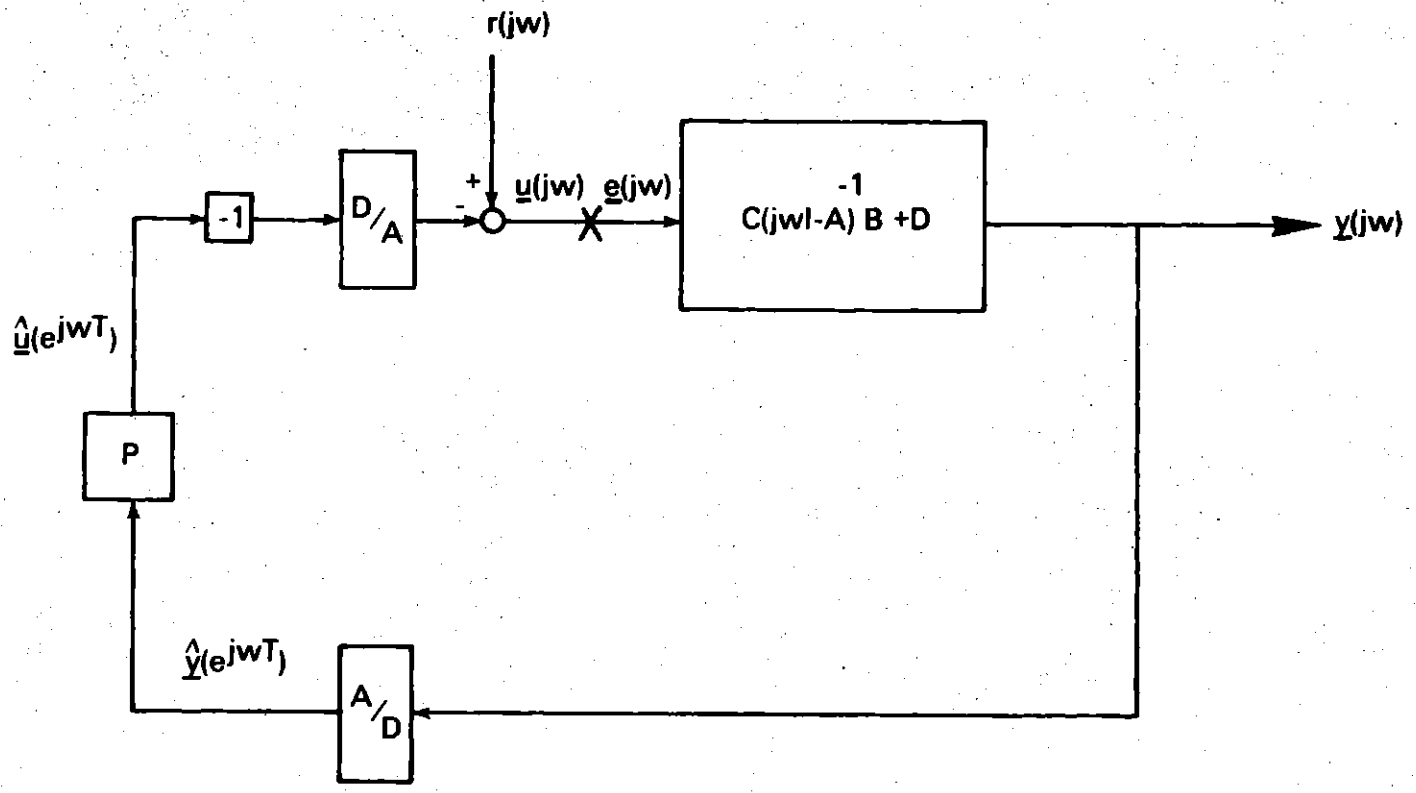 r(jw)
+
-
u(jw)
e(jw)
-1
C(jwI-A) B +D
y(jw)
-1
D/A
û(e^jwT)
P
ŷ(e^jwT)
A/D